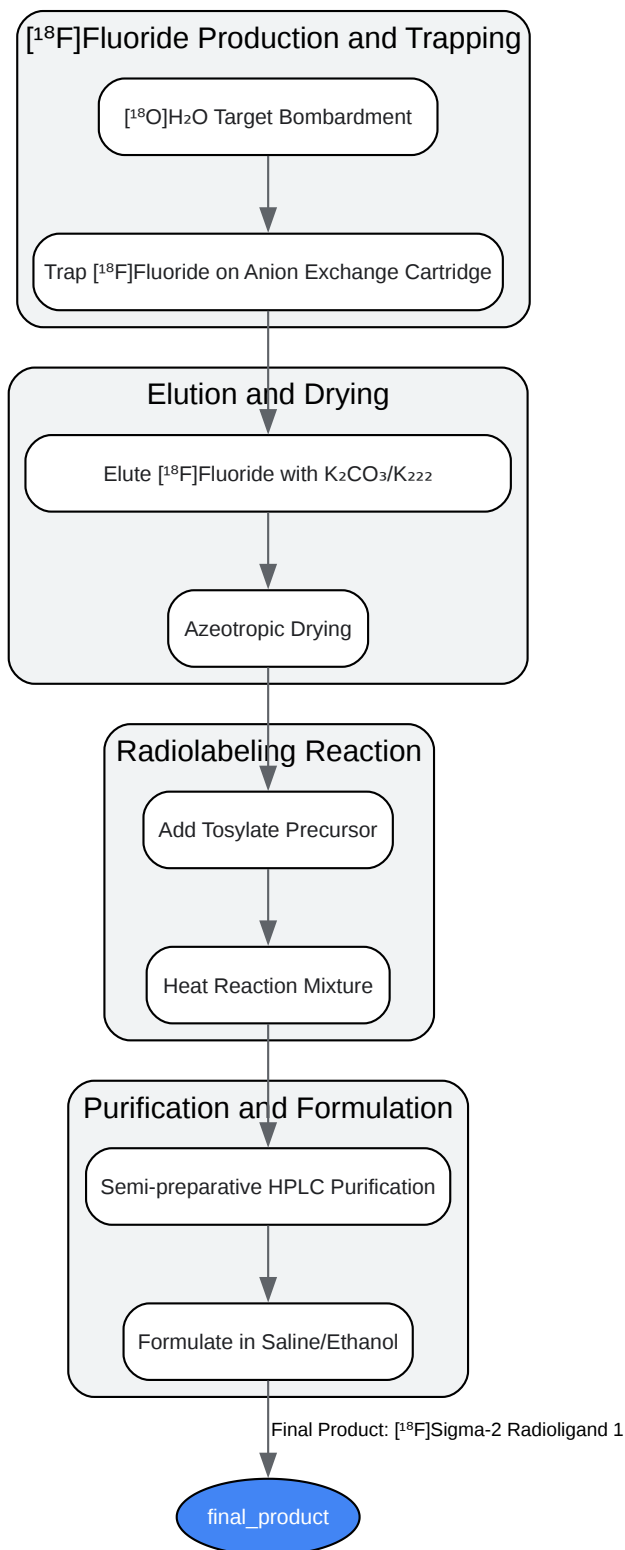 [¹⁸F]Fluoride Production and Trapping
[¹⁸O]H₂O Target Bombardment
Trap [¹⁸F]Fluoride on Anion Exchange Cartridge
Elution and Drying
Elute [¹⁸F]Fluoride with K₂CO₃/K₂₂₂
Azeotropic Drying
Radiolabeling Reaction
Add Tosylate Precursor
Heat Reaction Mixture
Purification and Formulation
Semi-preparative HPLC Purification
Formulate in Saline/Ethanol
Final Product: [¹⁸F]Sigma-2 Radioligand 1
final_product